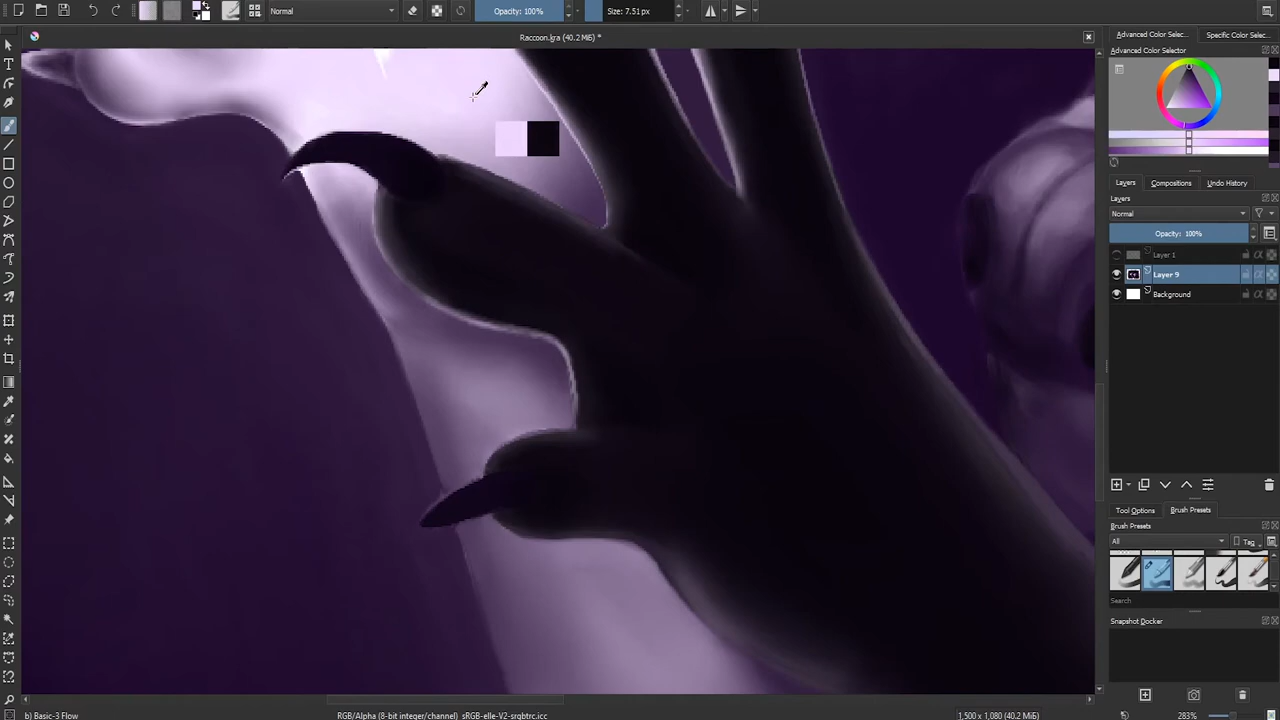 Normal
Opacity: 100%
Size: 7.51 px
Raccoon.kra (40.2 MiB) *
Advanced Color Selec...
Specific Color Selec...
Advanced Color Selector
Layers
Compositions
Undo History
Layers
Normal
Opacity: 100%
Layer 1
Layer 9
Background
Tool Options
Brush Presets
Brush Presets
All
Tag
Search
Snapshot Docker
b) Basic-3 Flow
RGB/Alpha (8-bit integer/channel) sRGB-elle-V2-srgbtrc.icc
1,500 x 1,080 (40.2 MiB)
283%